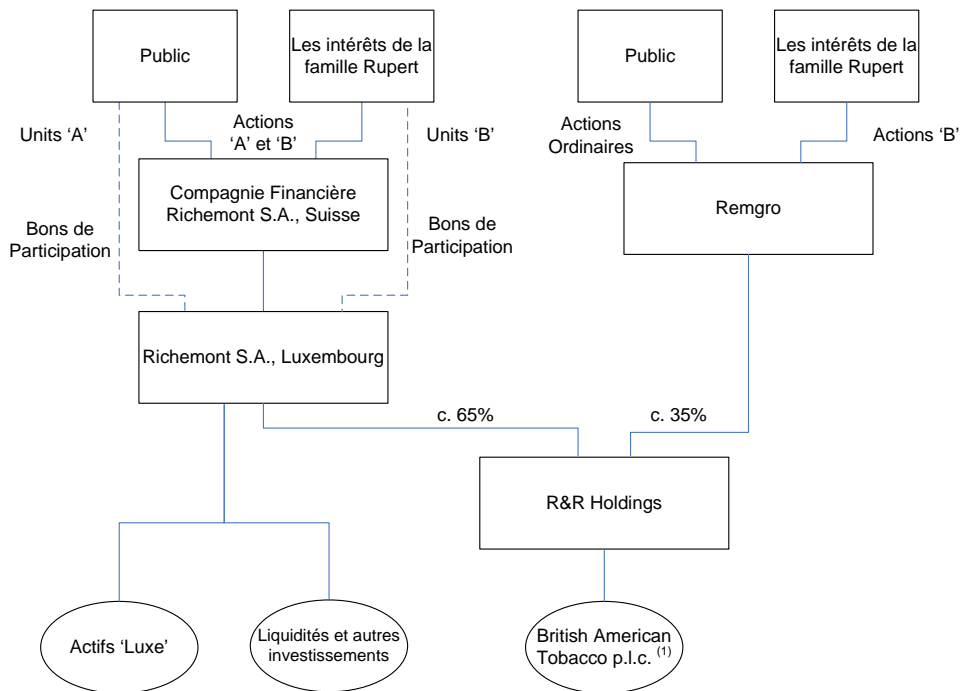 Public
Les intérêts de la
famille Rupert
Public
Les intérêts de la
famille Rupert
Units ‘A’
Actions
‘A’ et ‘B’
Units ‘B’
Actions
Ordinaires
Actions ‘B’
Compagnie Financière
Richemont S.A., Suisse
Remgro
Bons de
Participation
Bons de
Participation
Richemont S.A., Luxembourg
c. 65%
c. 35%
R&R Holdings
Actifs ‘Luxe’
Liquidités et autres
investissements
British American
Tobacco p.l.c. (1)